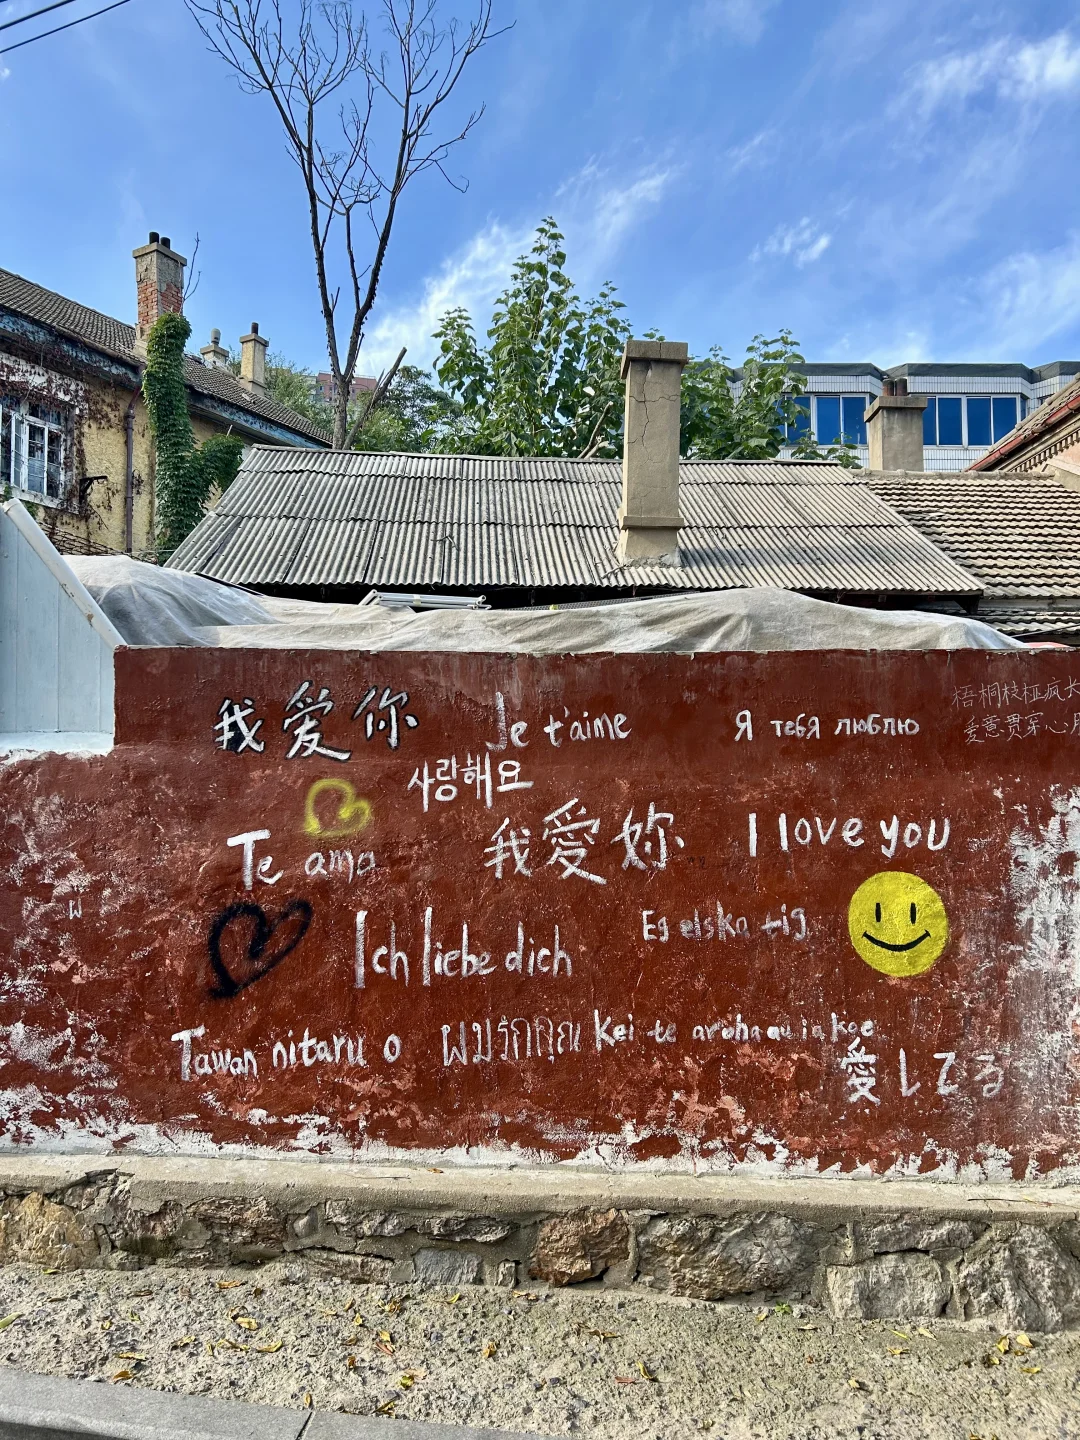 我爱你
Je t'aime
Я тебя люблю
梧桐枝桠疯长
爱意贯穿心
사랑해요
Te ama
我愛妳
I love you
Ich liebe dich
Eg elska tig
Tawan nitaru o
ผมรักคุณ
Kei te aroha au ia koe
愛してる